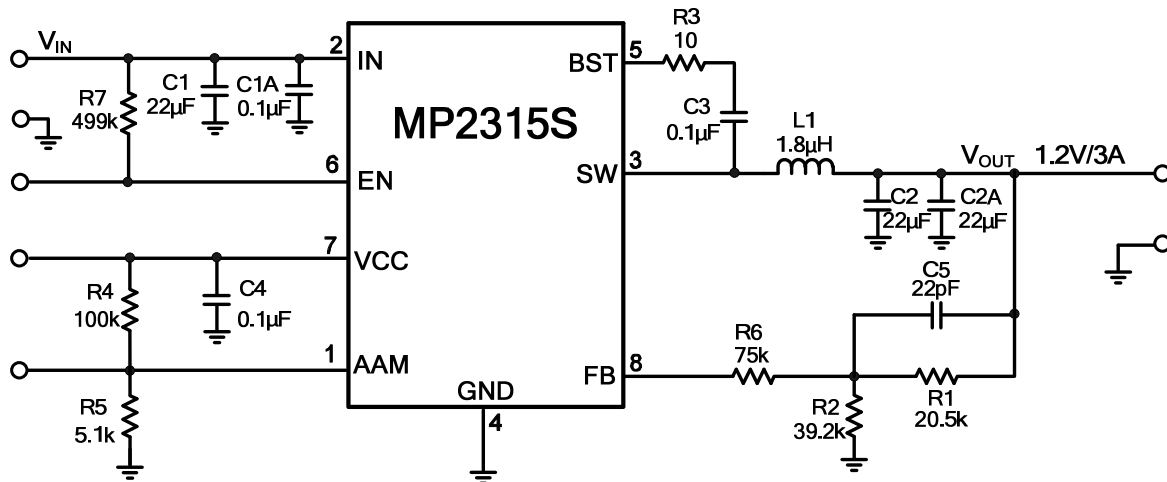 VIN
R7
499k
C1
22µF
C1A
0.1µF
2
IN
6
EN
7
VCC
R4
100k
C4
0.1µF
1
AAM
R5
5.1k
MP2315S
GND
4
BST
5
R3
10
C3
0.1µF
SW
3
L1
1.8µH
VOUT 1.2V/3A
C2
22µF
C2A
22µF
C5
22pF
FB
8
R6
75k
R2
39.2k
R1
20.5k